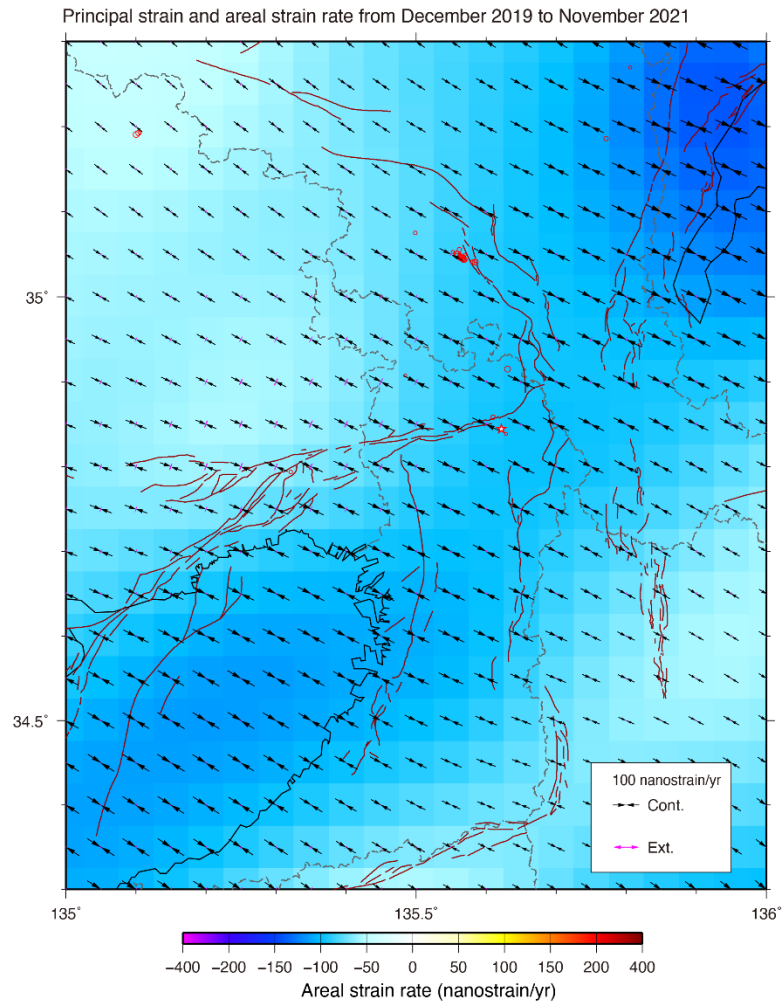 Principal strain and areal strain rate from December 2019 to November 2021
35˚
34.5˚
100 nanostrain/yr
Cont.
Ext.
135˚
135.5˚
136˚
−400 −200 −150 −100 −50 0 50 100 150 200 400
Areal strain rate (nanostrain/yr)